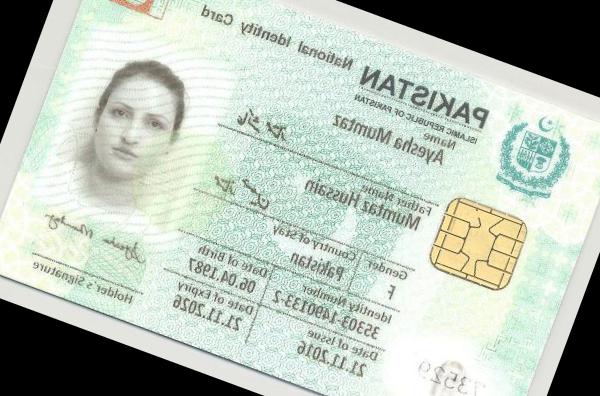 PAKISTAN National Identity Card
ISLAMIC REPUBLIC OF PAKISTAN
Name
Ayesha Mumtaz
Father Name
Mumtaz Hussain
Gender
Country of Stay
F
Pakistan
Identity Number
Date of Birth
35303-1490133-2
06.04.1987
Date of Issue
Date of Expiry
21.11.2016
21.11.2026
Holder's Signature
73529